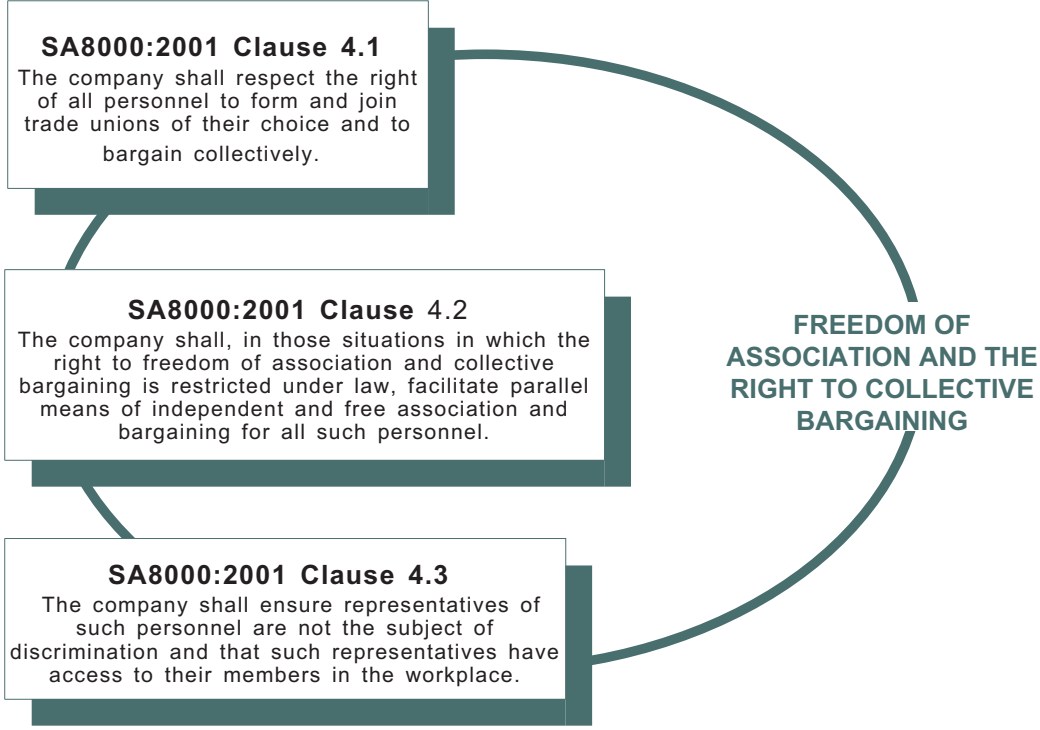 SA8000:2001 Clause 4.1
The company shall respect the right
of all personnel to form and join
trade unions of their choice and to
bargain collectively.
SA8000:2001 Clause 4.2
The company shall, in those situations in which the
right to freedom of association and collective
bargaining is restricted under law, facilitate parallel
means of independent and free association and
bargaining for all such personnel.
FREEDOM OF
ASSOCIATION AND THE
RIGHT TO COLLECTIVE
BARGAINING
SA8000:2001 Clause 4.3
The company shall ensure representatives of
such personnel are not the subject of
discrimination and that such representatives have
access to their members in the workplace.